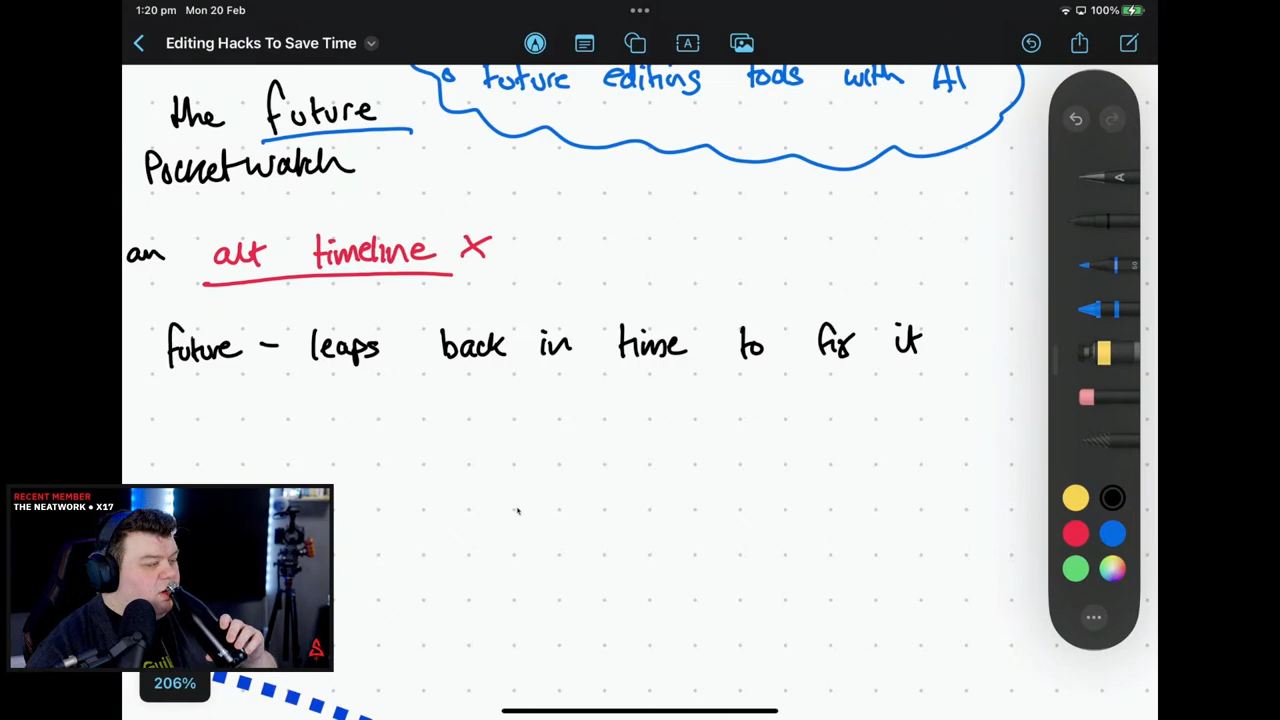 1:20 pm Mon 20 Feb
100%
Editing Hacks To Save Time
A
future editing tools with AI
the future
Pocketwatch
an alt timeline X
future - leaps back in time to fix it
A
50
RECENT MEMBER
THE NEATWORK • X17
206%